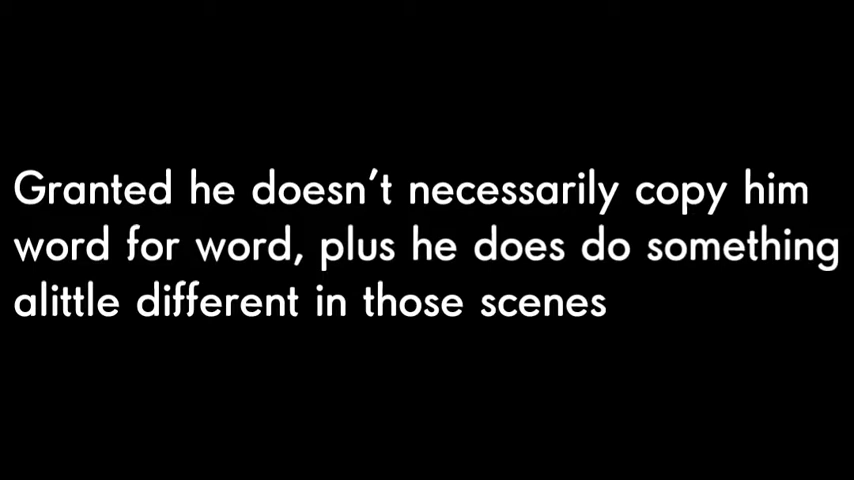 Granted he doesn't necessarily copy him
word for word, plus he does do something
alittle different in those scenes